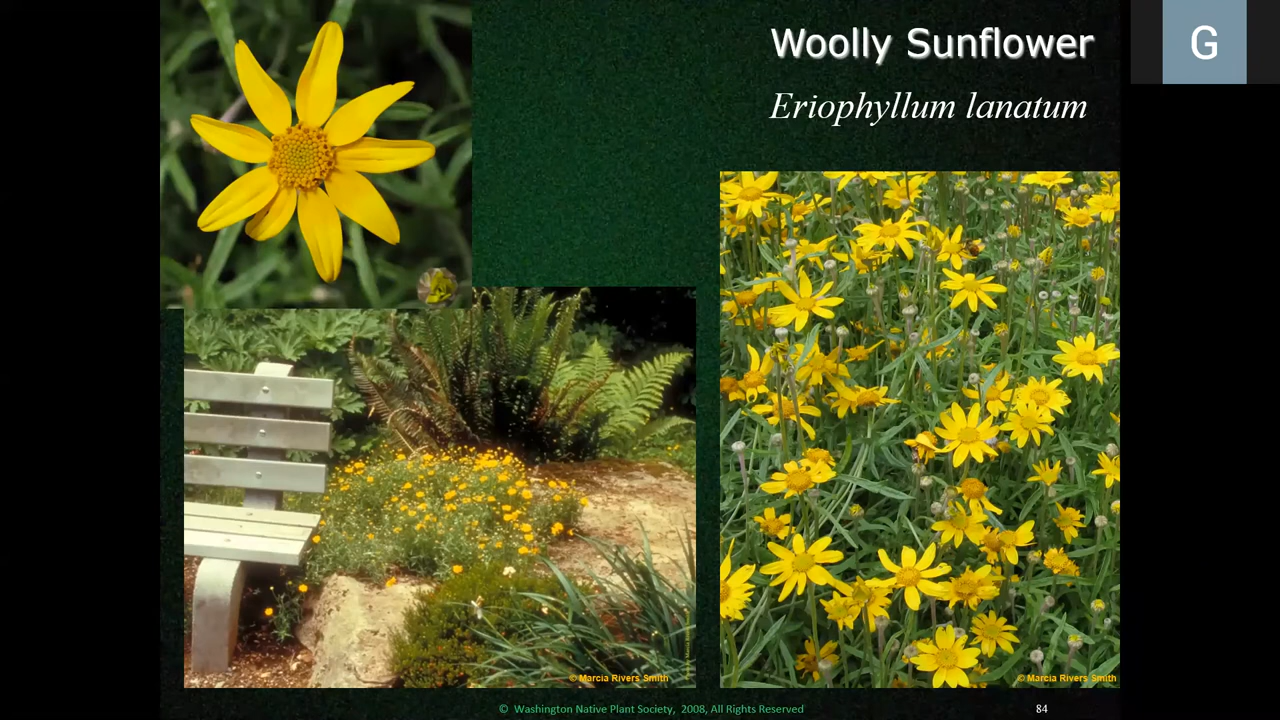 Woolly Sunflower
G
Eriophyllum lanatum
© Marcia Rivers Smith
© Marcia Rivers Smith
© Washington Native Plant Society, 2008, All Rights Reserved
84